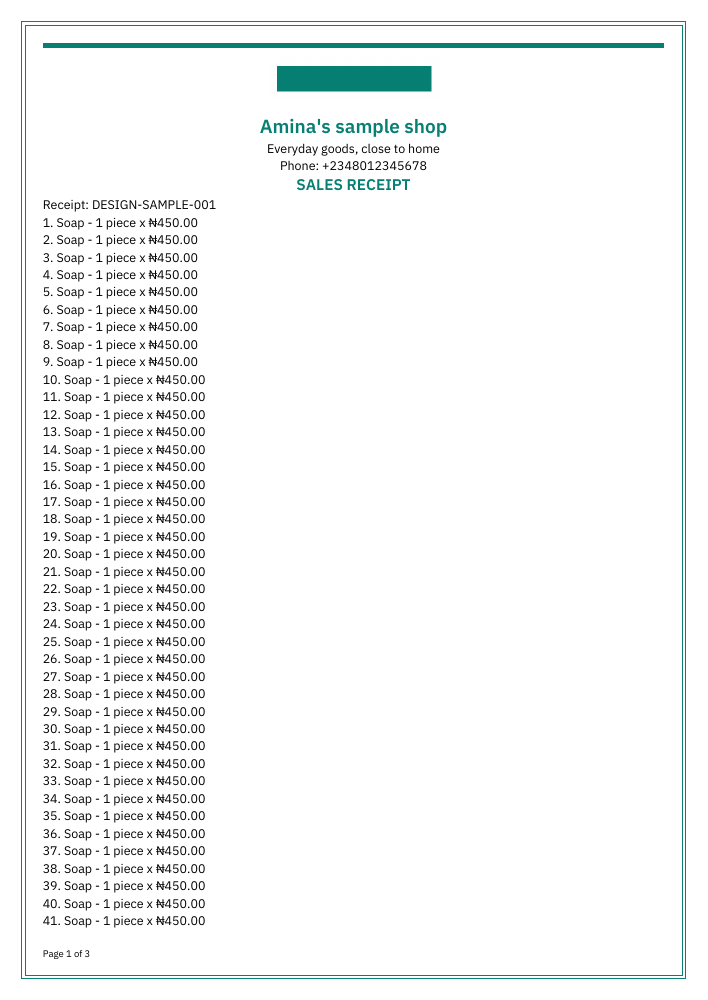 Amina's sample shop
Everyday goods, close to home
Phone: +2348012345678
SALES RECEIPT
Receipt: DESIGN-SAMPLE-001
1. Soap - 1 piece x ₦450.00
2. Soap - 1 piece x ₦450.00
3. Soap - 1 piece x ₦450.00
4. Soap - 1 piece x ₦450.00
5. Soap - 1 piece x ₦450.00
6. Soap - 1 piece x ₦450.00
7. Soap - 1 piece x ₦450.00
8. Soap - 1 piece x ₦450.00
9. Soap - 1 piece x ₦450.00
10. Soap - 1 piece x ₦450.00
11. Soap - 1 piece x ₦450.00
12. Soap - 1 piece x ₦450.00
13. Soap - 1 piece x ₦450.00
14. Soap - 1 piece x ₦450.00
15. Soap - 1 piece x ₦450.00
16. Soap - 1 piece x ₦450.00
17. Soap - 1 piece x ₦450.00
18. Soap - 1 piece x ₦450.00
19. Soap - 1 piece x ₦450.00
20. Soap - 1 piece x ₦450.00
21. Soap - 1 piece x ₦450.00
22. Soap - 1 piece x ₦450.00
23. Soap - 1 piece x ₦450.00
24. Soap - 1 piece x ₦450.00
25. Soap - 1 piece x ₦450.00
26. Soap - 1 piece x ₦450.00
27. Soap - 1 piece x ₦450.00
28. Soap - 1 piece x ₦450.00
29. Soap - 1 piece x ₦450.00
30. Soap - 1 piece x ₦450.00
31. Soap - 1 piece x ₦450.00
32. Soap - 1 piece x ₦450.00
33. Soap - 1 piece x ₦450.00
34. Soap - 1 piece x ₦450.00
35. Soap - 1 piece x ₦450.00
36. Soap - 1 piece x ₦450.00
37. Soap - 1 piece x ₦450.00
38. Soap - 1 piece x ₦450.00
39. Soap - 1 piece x ₦450.00
40. Soap - 1 piece x ₦450.00
41. Soap - 1 piece x ₦450.00
Page 1 of 3